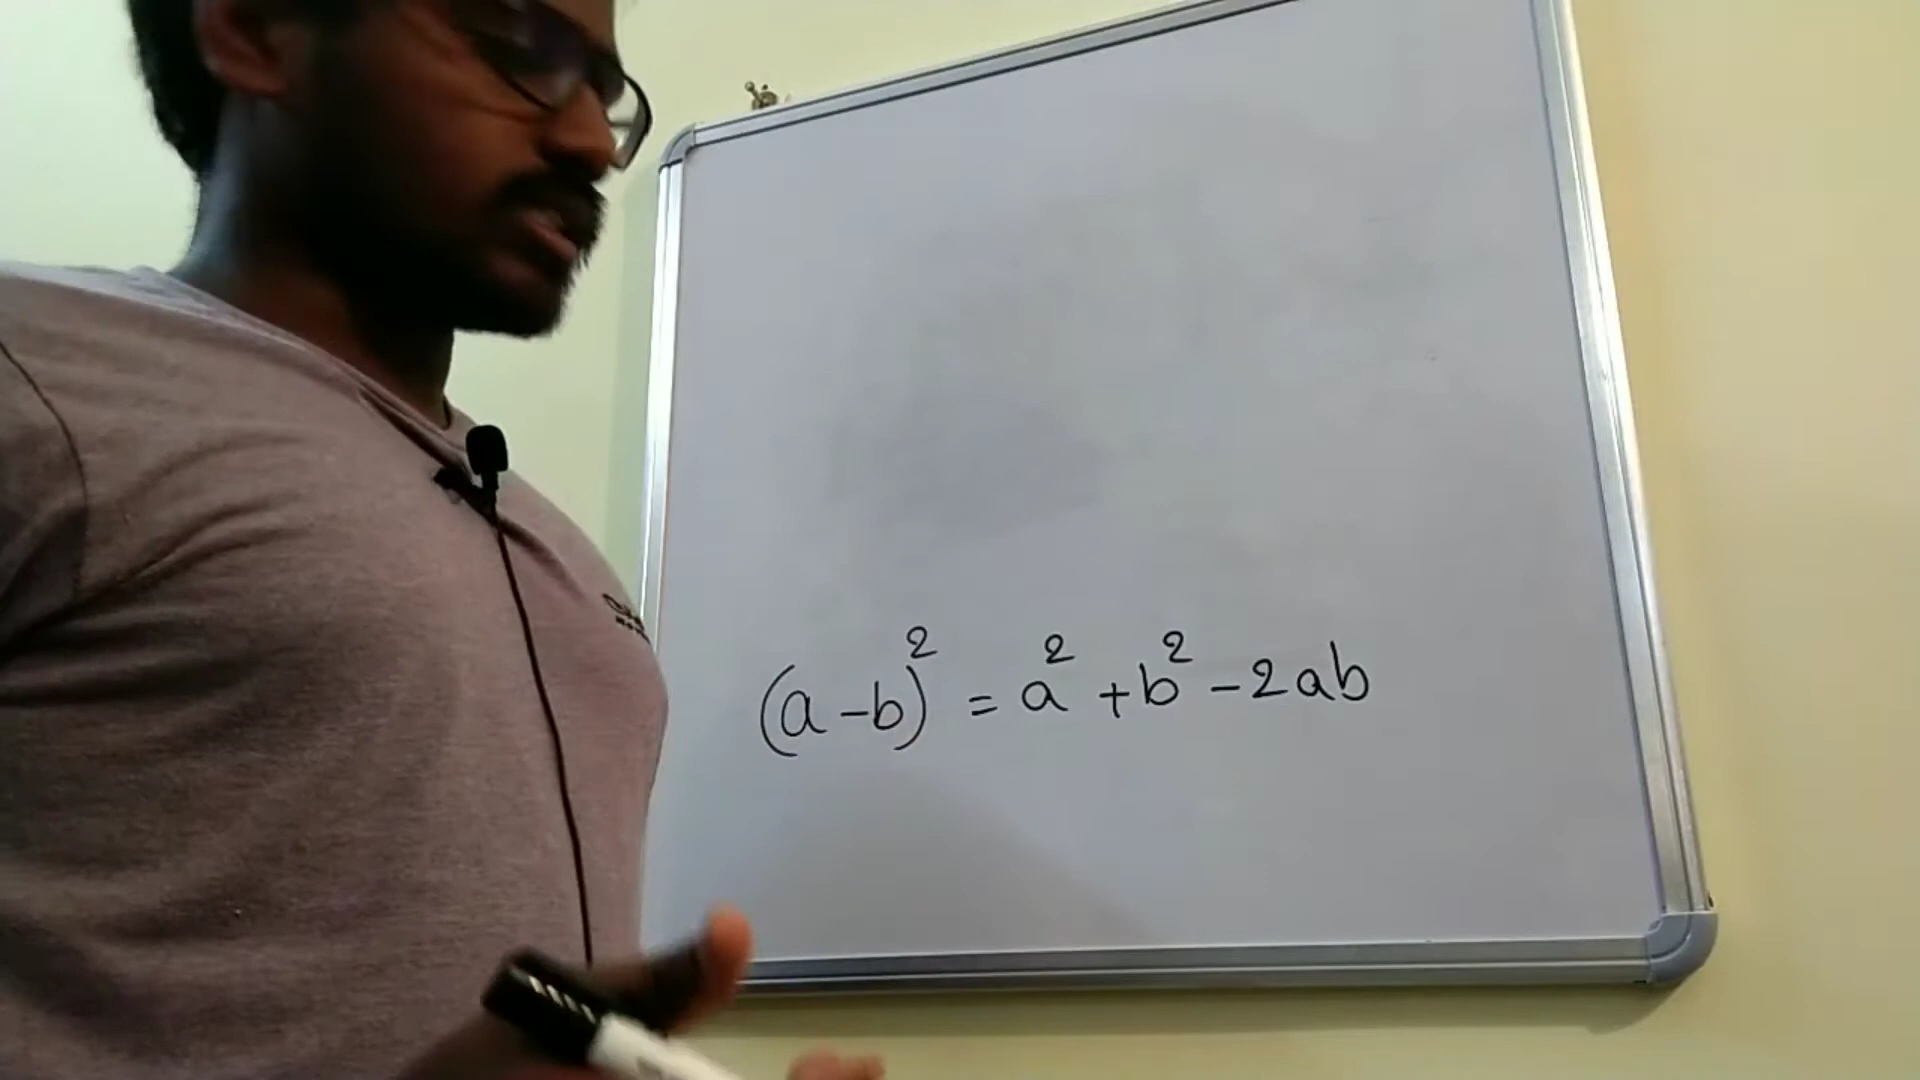 (a-b)² = a² + b² - 2ab